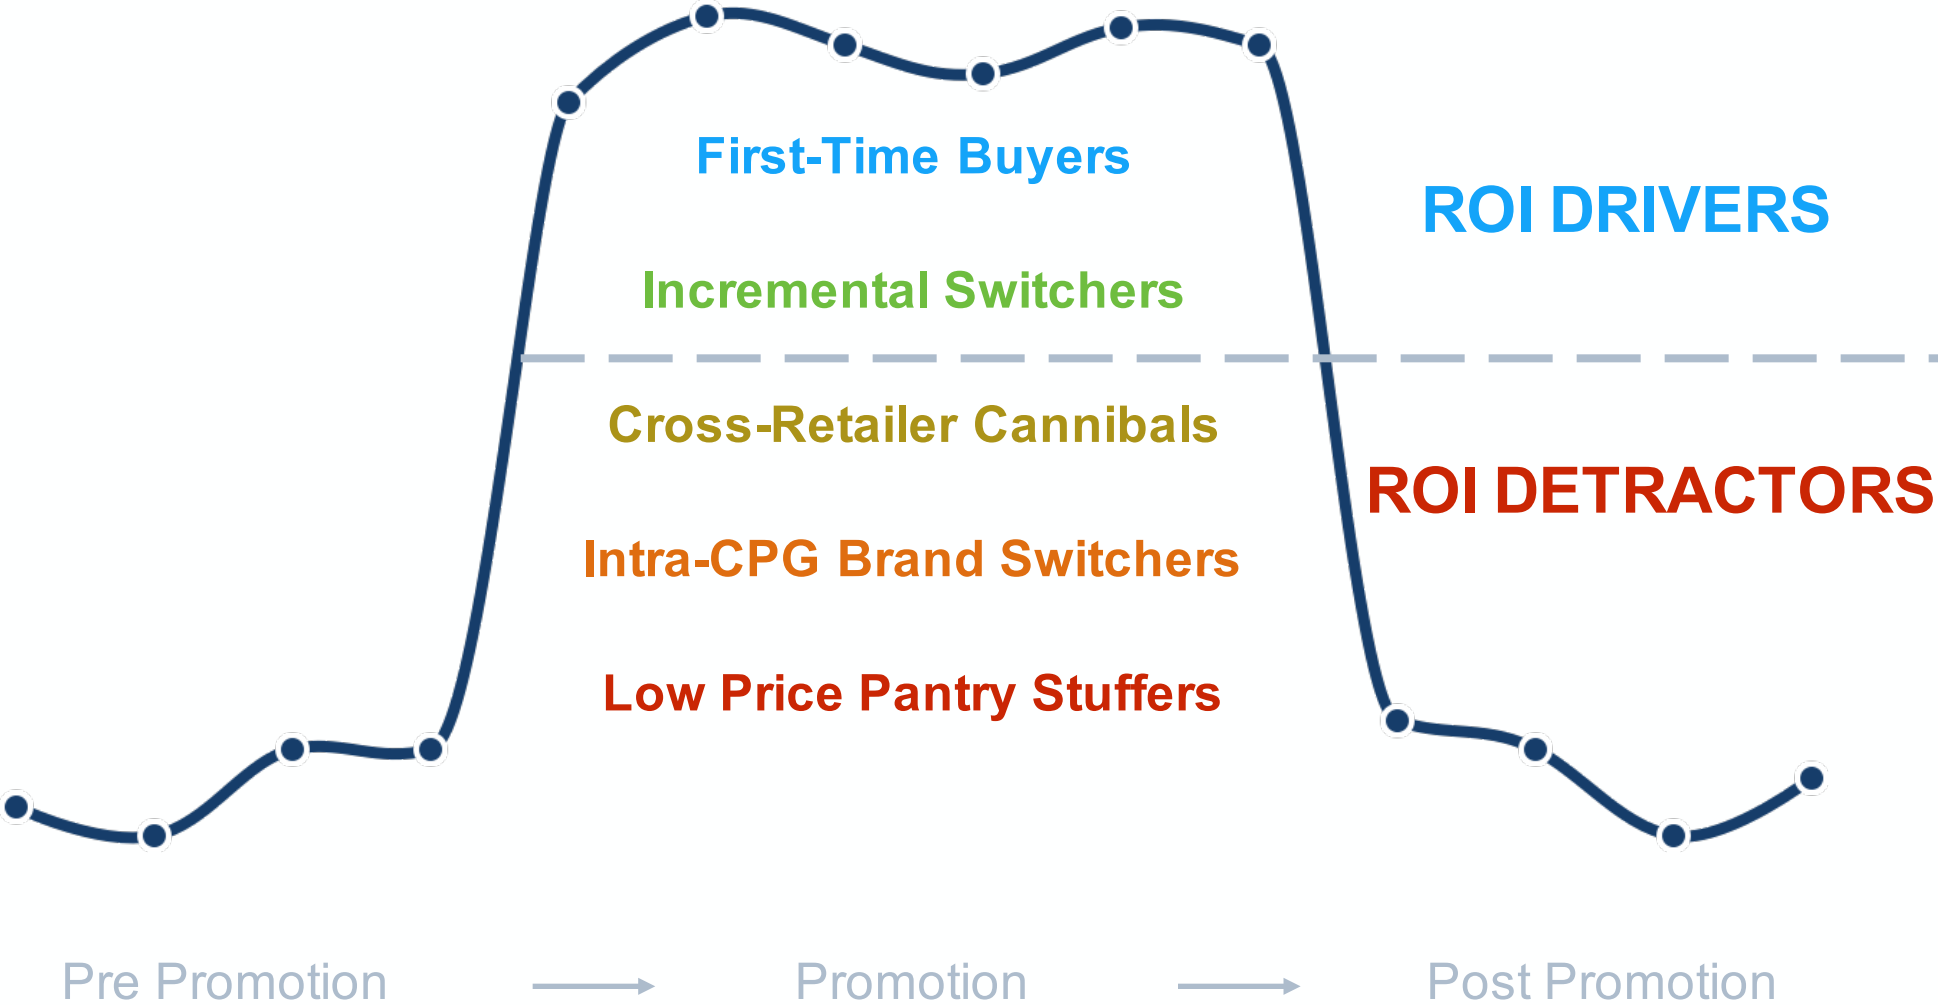 First-Time Buyers
ROI DRIVERS
Incremental Switchers
Cross-Retailer Cannibals
ROI DETRACTORS
Intra-CPG Brand Switchers
Low Price Pantry Stuffers
Pre Promotion
Promotion
Post Promotion